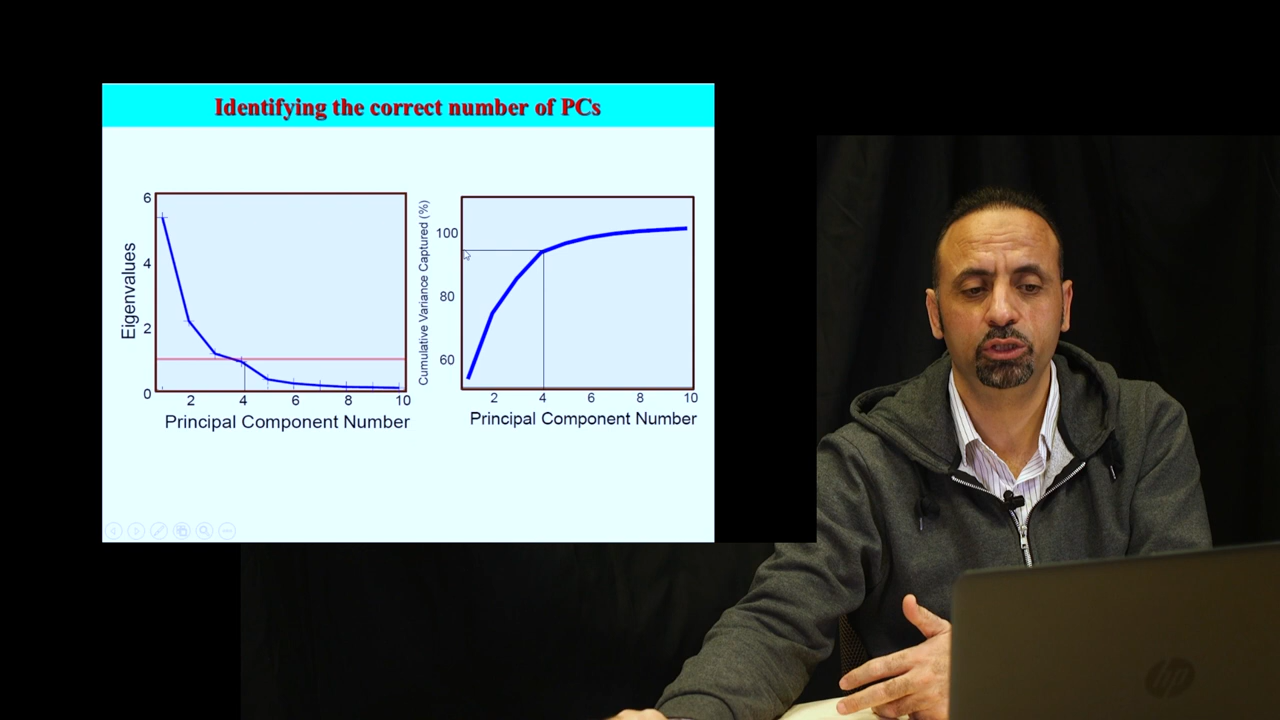 Identifying the correct number of PCs
6
4
2
0
Eigenvalues
2 4 6 8 10
Principal Component Number
100
80
60
Cumulative Variance Captured (%)
2 4 6 8 10
Principal Component Number
hp